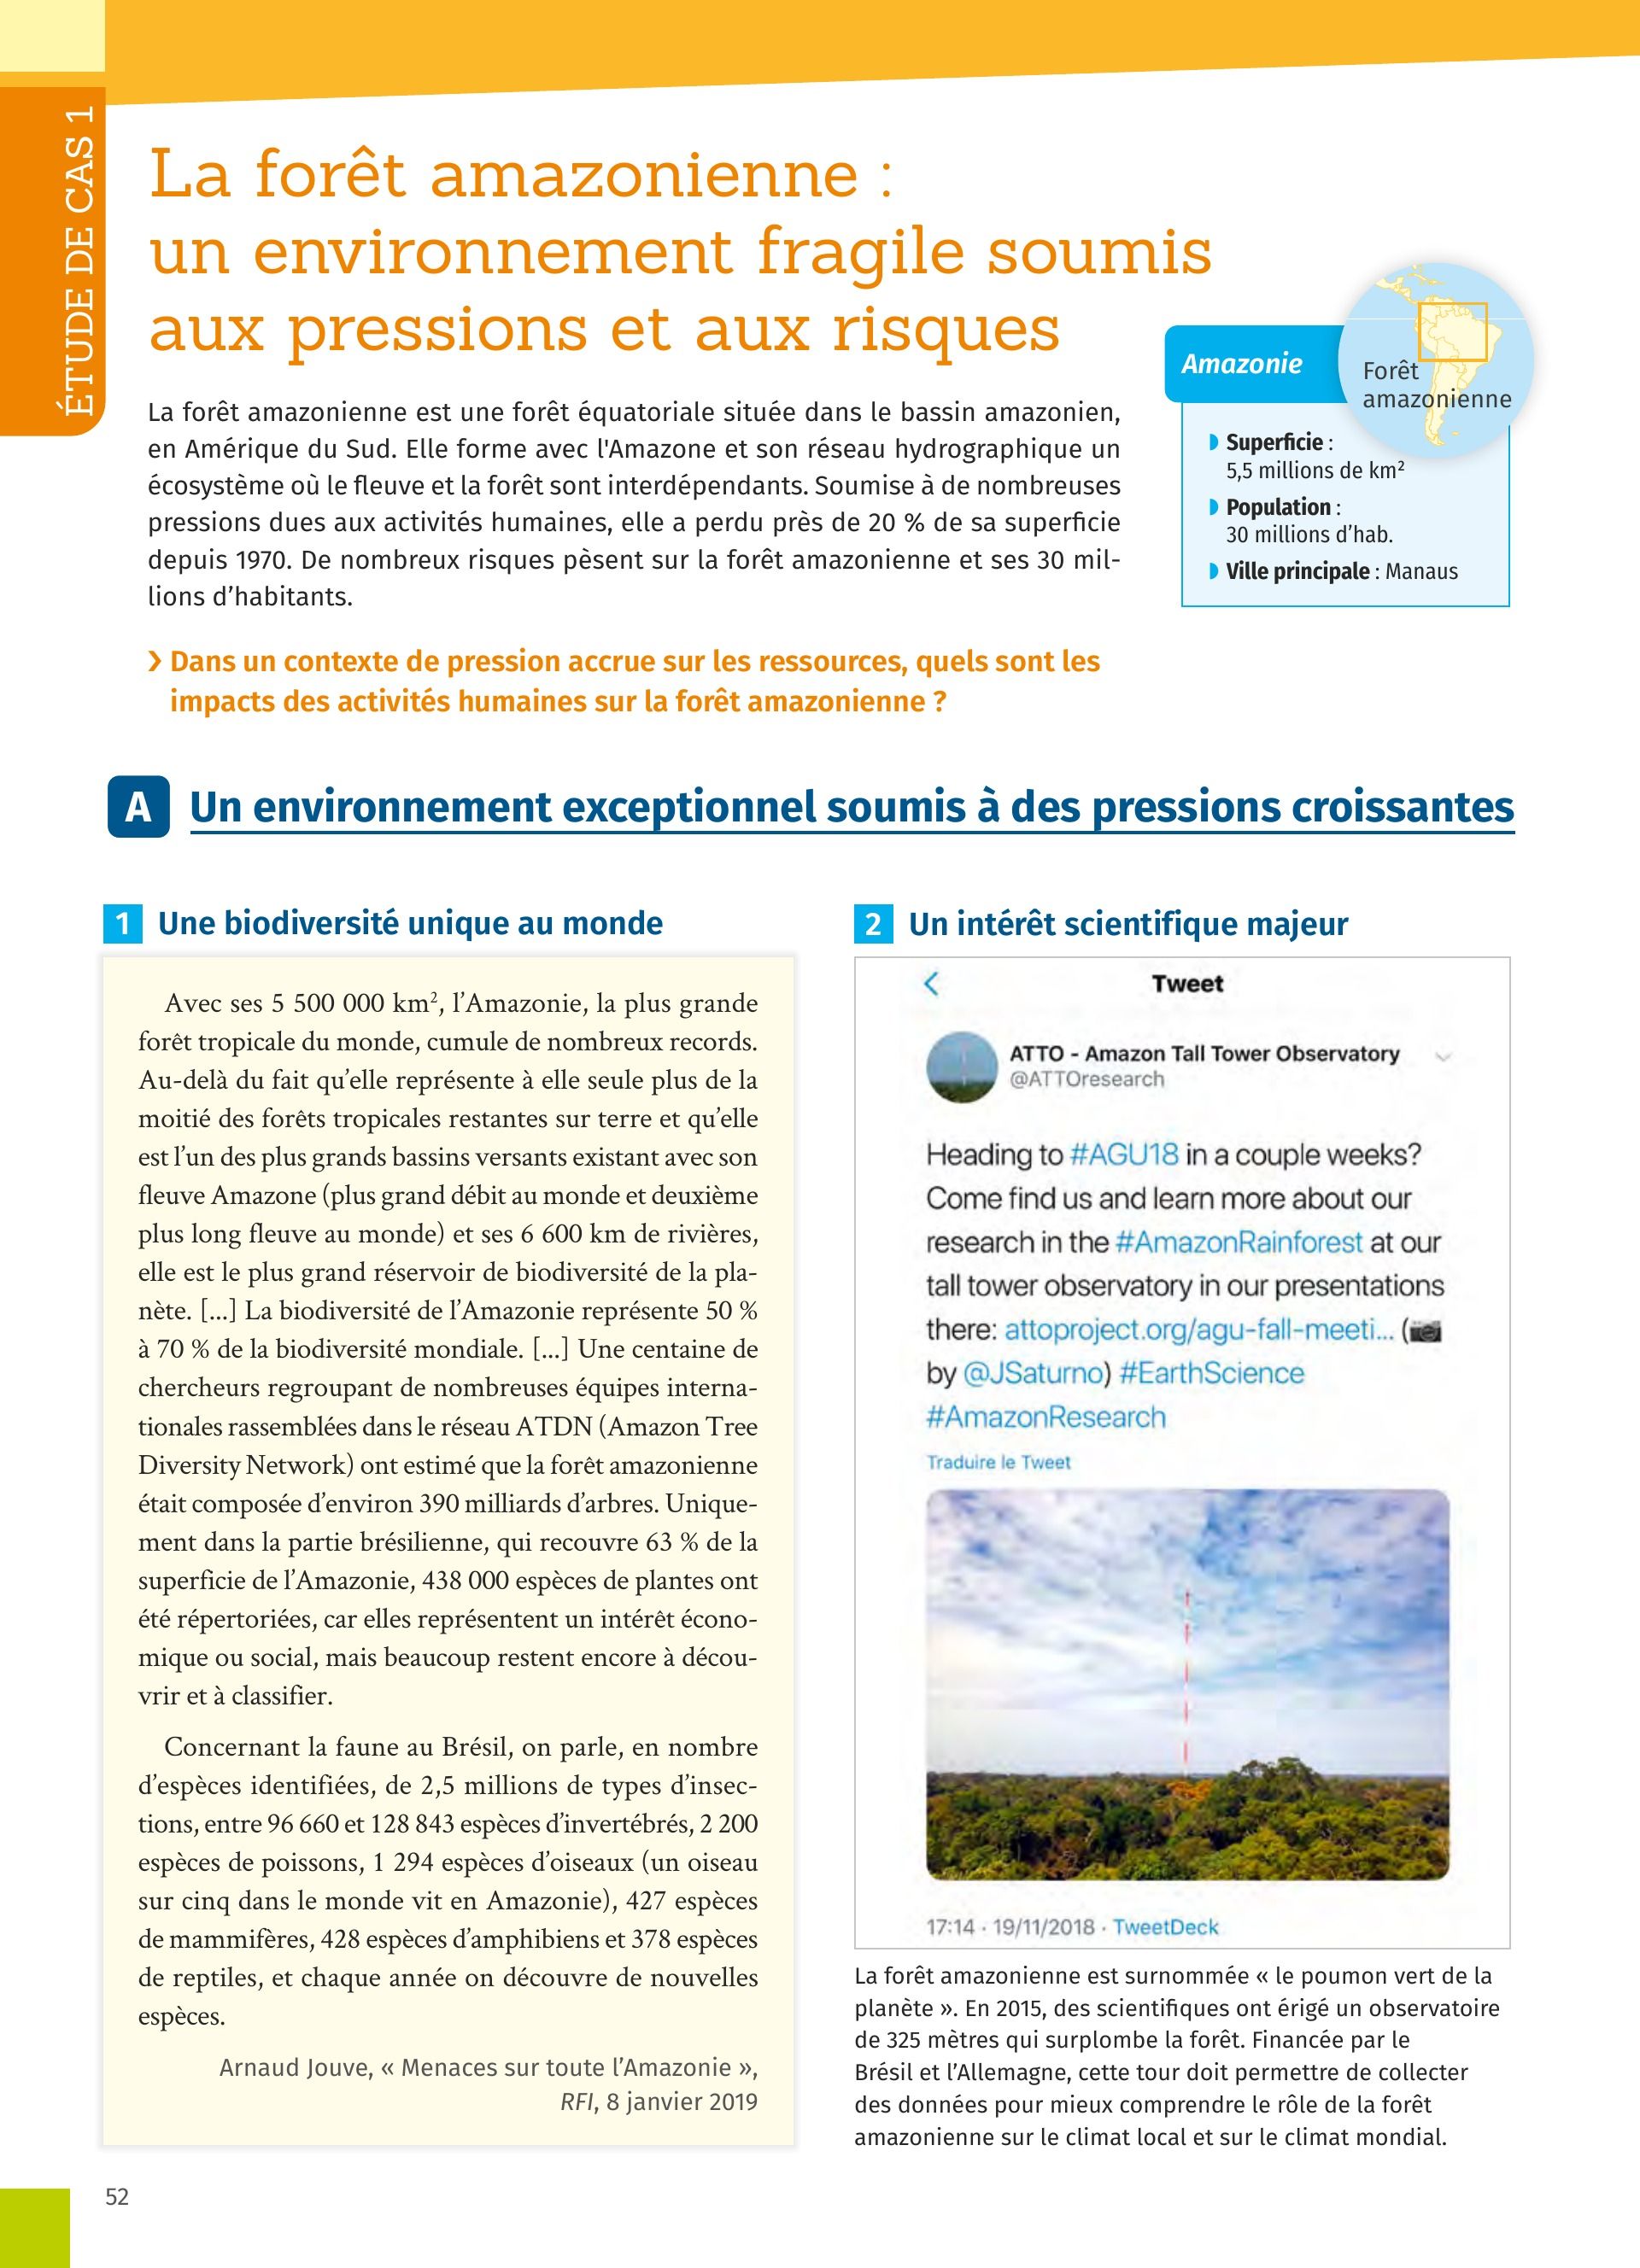 ÉTUDE DE CAS 1
La forêt amazonienne :
un environnement fragile soumis
aux pressions et aux risques
La forêt amazonienne est une forêt équatoriale située dans le bassin amazonien,
en Amérique du Sud. Elle forme avec l'Amazone et son réseau hydrographique un
écosystème où le fleuve et la forêt sont interdépendants. Soumise à de nombreuses
pressions dues aux activités humaines, elle a perdu près de 20 % de sa superficie
depuis 1970. De nombreux risques pèsent sur la forêt amazonienne et ses 30 mil-
lions d'habitants.
› Dans un contexte de pression accrue sur les ressources, quels sont les
impacts des activités humaines sur la forêt amazonienne ?
Amazonie
Forêt
amazonienne
Superficie :
5,5 millions de km²
Population :
30 millions d'hab.
Ville principale : Manaus
A Un environnement exceptionnel soumis à des pressions croissantes
1 Une biodiversité unique au monde
Avec ses 5 500 000 km², l'Amazonie, la plus grande
forêt tropicale du monde, cumule de nombreux records.
Au-delà du fait qu'elle représente à elle seule plus de la
moitié des forêts tropicales restantes sur terre et qu'elle
est l'un des plus grands bassins versants existant avec son
fleuve Amazone (plus grand débit au monde et deuxième
plus long fleuve au monde) et ses 6 600 km de rivières,
elle est le plus grand réservoir de biodiversité de la pla-
nète. [...] La biodiversité de l'Amazonie représente 50 %
à 70 % de la biodiversité mondiale. [...] Une centaine de
chercheurs regroupant de nombreuses équipes interna-
tionales rassemblées dans le réseau ATDN (Amazon Tree
Diversity Network) ont estimé que la forêt amazonienne
était composée d'environ 390 milliards d'arbres. Unique-
ment dans la partie brésilienne, qui recouvre 63 % de la
superficie de l'Amazonie, 438 000 espèces de plantes ont
été répertoriées, car elles représentent un intérêt écono-
mique ou social, mais beaucoup restent encore à décou-
vrir et à classifier.
Concernant la faune au Brésil, on parle, en nombre
d'espèces identifiées, de 2,5 millions de types d'insec-
tions, entre 96 660 et 128 843 espèces d'invertébrés, 2 200
espèces de poissons, 1 294 espèces d'oiseaux (un oiseau
sur cinq dans le monde vit en Amazonie), 427 espèces
de mammifères, 428 espèces d'amphibiens et 378 espèces
de reptiles, et chaque année on découvre de nouvelles
espèces.
Arnaud Jouve, « Menaces sur toute l'Amazonie »,
RFI, 8 janvier 2019
2 Un intérêt scientifique majeur
Tweet
ATTO - Amazon Tall Tower Observatory
@ATTOresearch
Heading to #AGU18 in a couple weeks?
Come find us and learn more about our
research in the #AmazonRainforest at our
tall tower observatory in our presentations
there: attoproject.org/agu-fall-meeti... (📷
by @JSaturno) #EarthScience
#AmazonResearch
Traduire le Tweet
17:14 · 19/11/2018 · TweetDeck
La forêt amazonienne est surnommée « le poumon vert de la
planète ». En 2015, des scientifiques ont érigé un observatoire
de 325 mètres qui surplombe la forêt. Financée par le
Brésil et l'Allemagne, cette tour doit permettre de collecter
des données pour mieux comprendre le rôle de la forêt
amazonienne sur le climat local et sur le climat mondial.
52